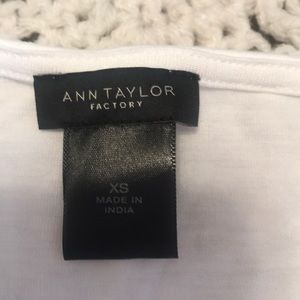 ANN TAYLOR
FACTORY
XS
MADE IN
INDIA